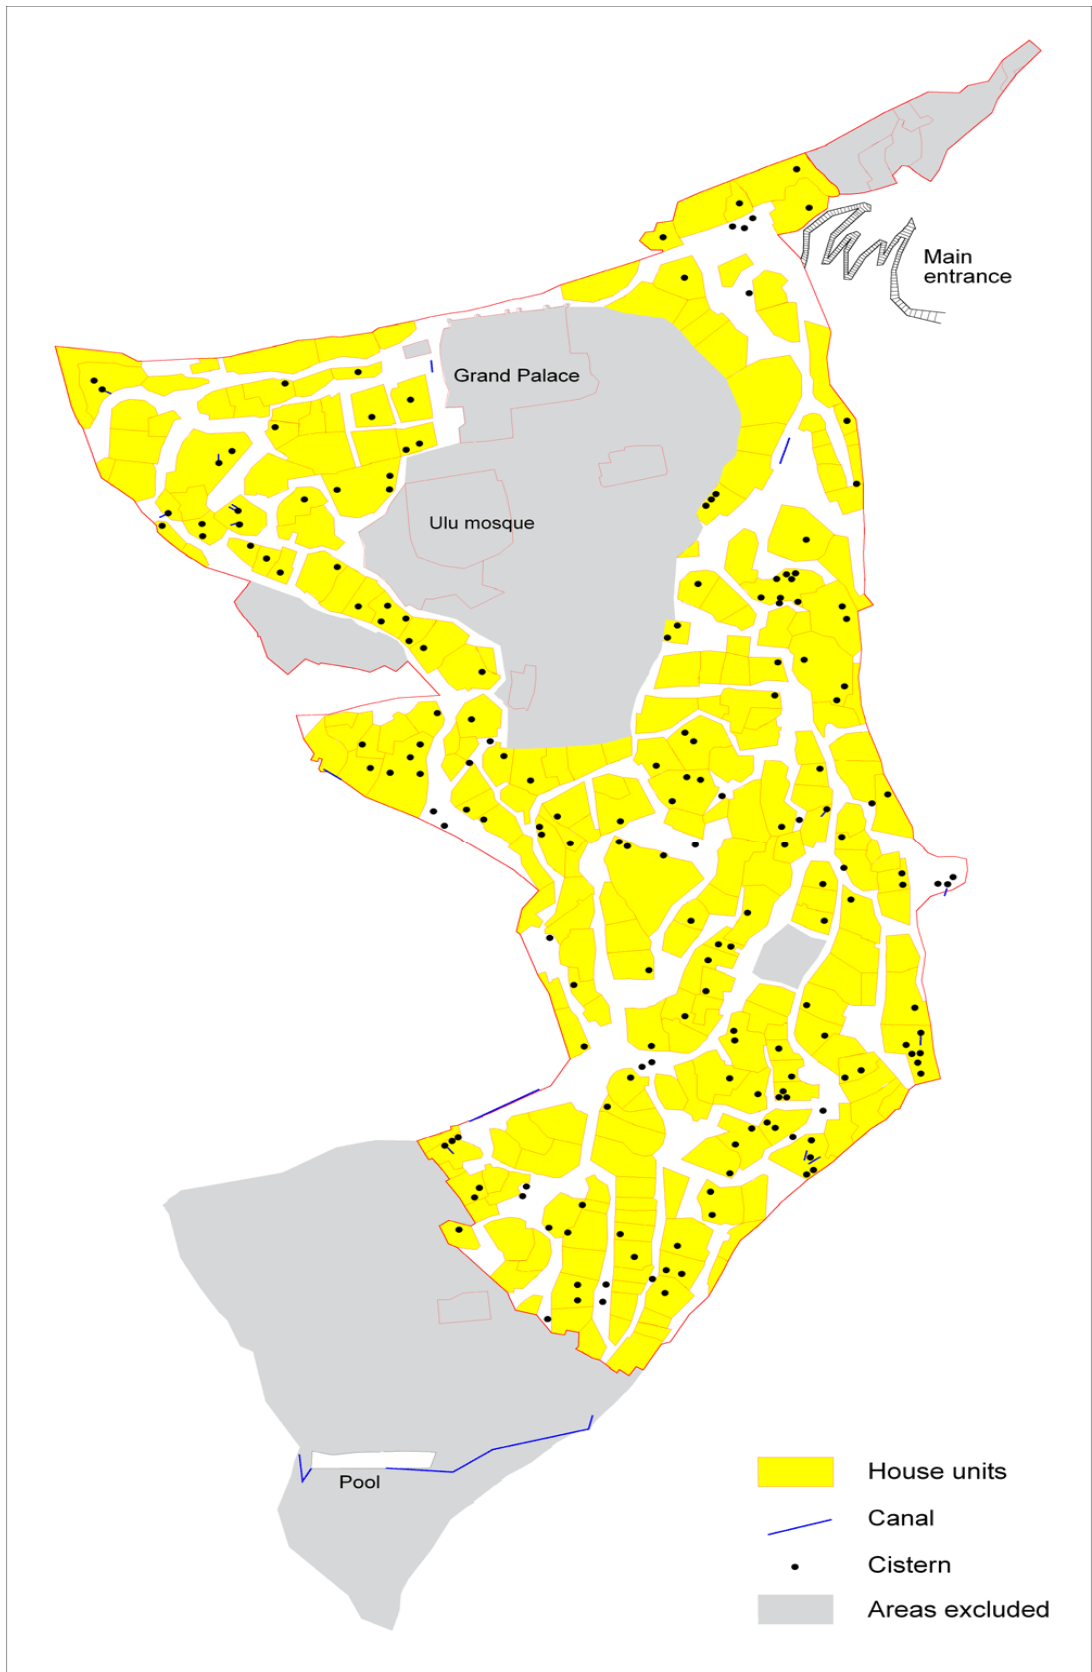 Main
entrance
Grand Palace
Ulu mosque
Pool
House units
Canal
Cistern
Areas excluded